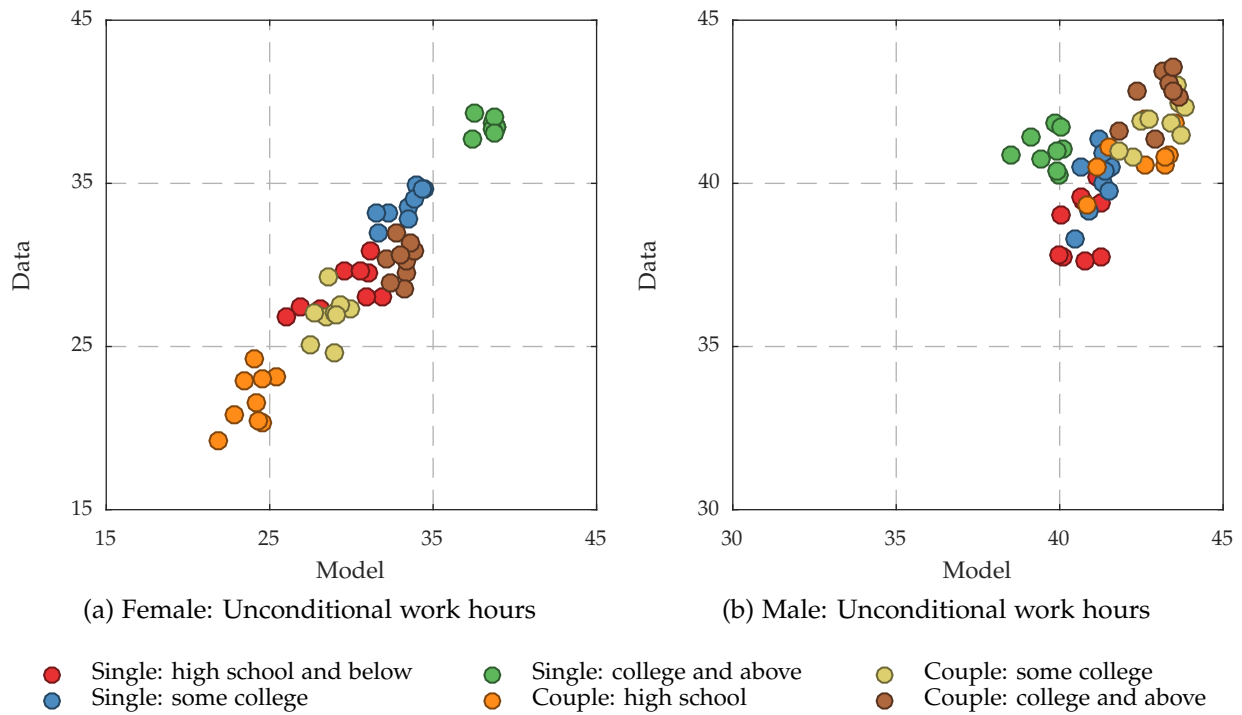 45
35
25
15
Data
15 25 35 45
Model
(a) Female: Unconditional work hours
45
40
35
30
Data
30 35 40 45
Model
(b) Male: Unconditional work hours
Single: high school and below
Single: some college
Single: college and above
Couple: high school
Couple: some college
Couple: college and above